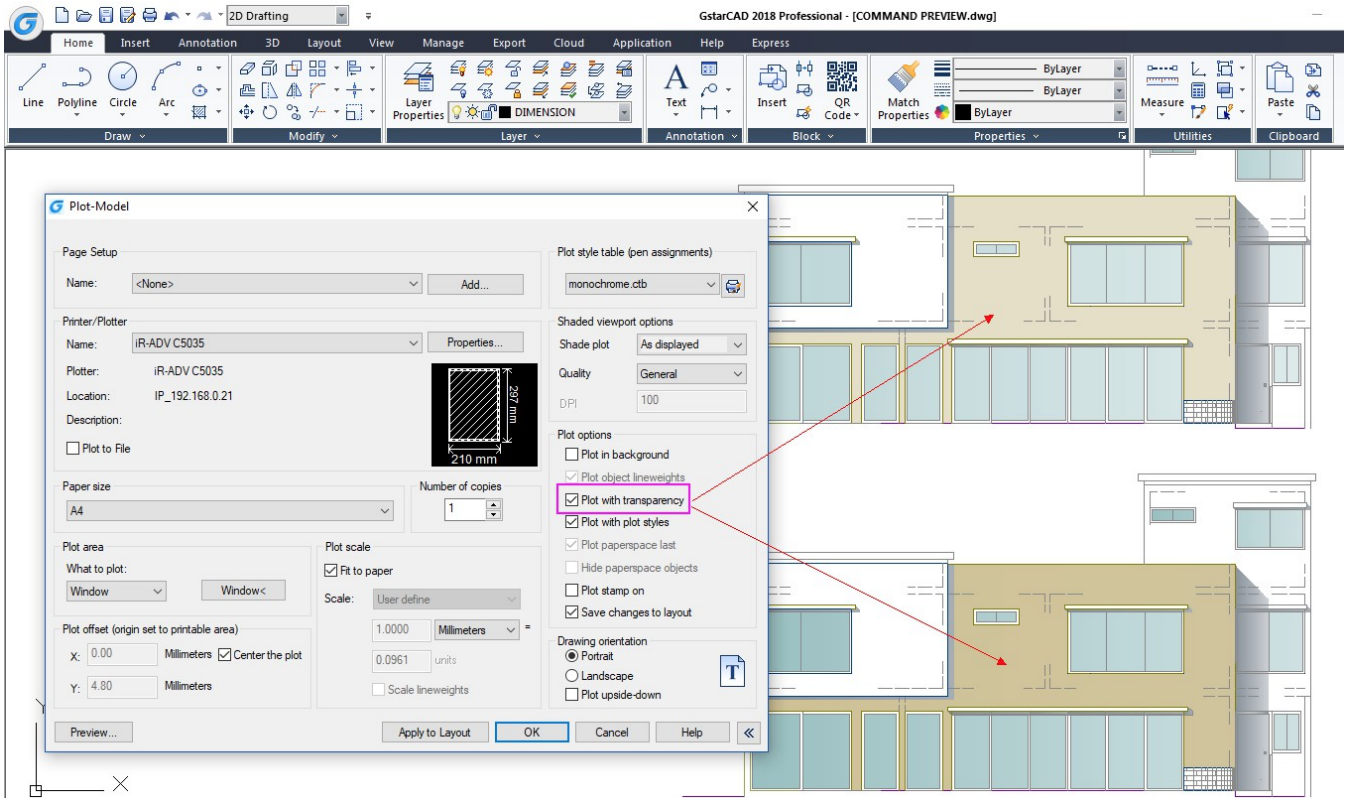 2D Drafting
GstarCAD 2018 Professional - [COMMAND PREVIEW.dwg]
Home Insert Annotation 3D Layout View Manage Export Cloud Application Help Express
Line Polyline Circle Arc
Draw
Modify
Layer Properties
DIMENSION
Layer
Text
Annotation
Insert
QR Code
Block
Match Properties
ByLayer
ByLayer
ByLayer
Properties
Measure
Utilities
Paste
Clipboard
Plot-Model
Page Setup
Name: <None> Add...
Printer/Plotter
Name: iR-ADV C5035 Properties...
Plotter: iR-ADV C5035
Location: IP_192.168.0.21
Description:
Plot to File
297 mm
210 mm
Paper size
A4
Number of copies
1
Plot area
What to plot:
Window Window<
Plot offset (origin set to printable area)
X: 0.00 Millimeters Center the plot
Y: 4.80 Millimeters
Plot scale
Fit to paper
Scale: User define
1.0000 Millimeters =
0.0961 units
Scale lineweights
Plot style table (pen assignments)
monochrome.ctb
Shaded viewport options
Shade plot As displayed
Quality General
DPI 100
Plot options
Plot in background
Plot object lineweights
Plot with transparency
Plot with plot styles
Plot paperspace last
Hide paperspace objects
Plot stamp on
Save changes to layout
Drawing orientation
Portrait
Landscape
Plot upside-down
T
Preview... Apply to Layout OK Cancel Help
Y
X